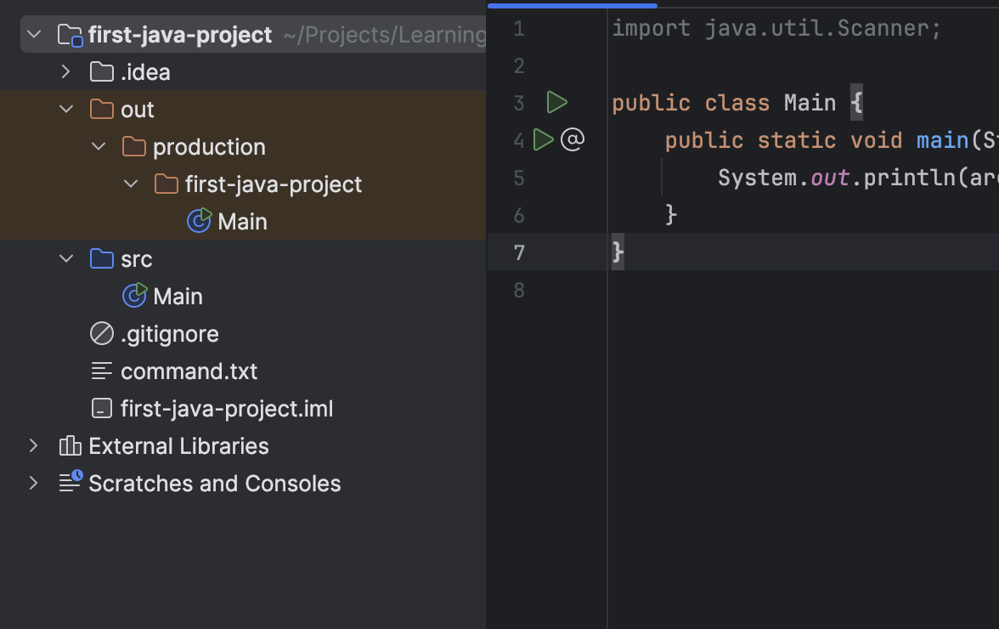 first-java-project ~/Projects/Learning
.idea
out
production
first-java-project
Main
src
Main
.gitignore
command.txt
first-java-project.iml
External Libraries
Scratches and Consoles
1 import java.util.Scanner;
2
3 public class Main {
4 @ public static void main(St
5 System.out.println(arg
6 }
7 }
8